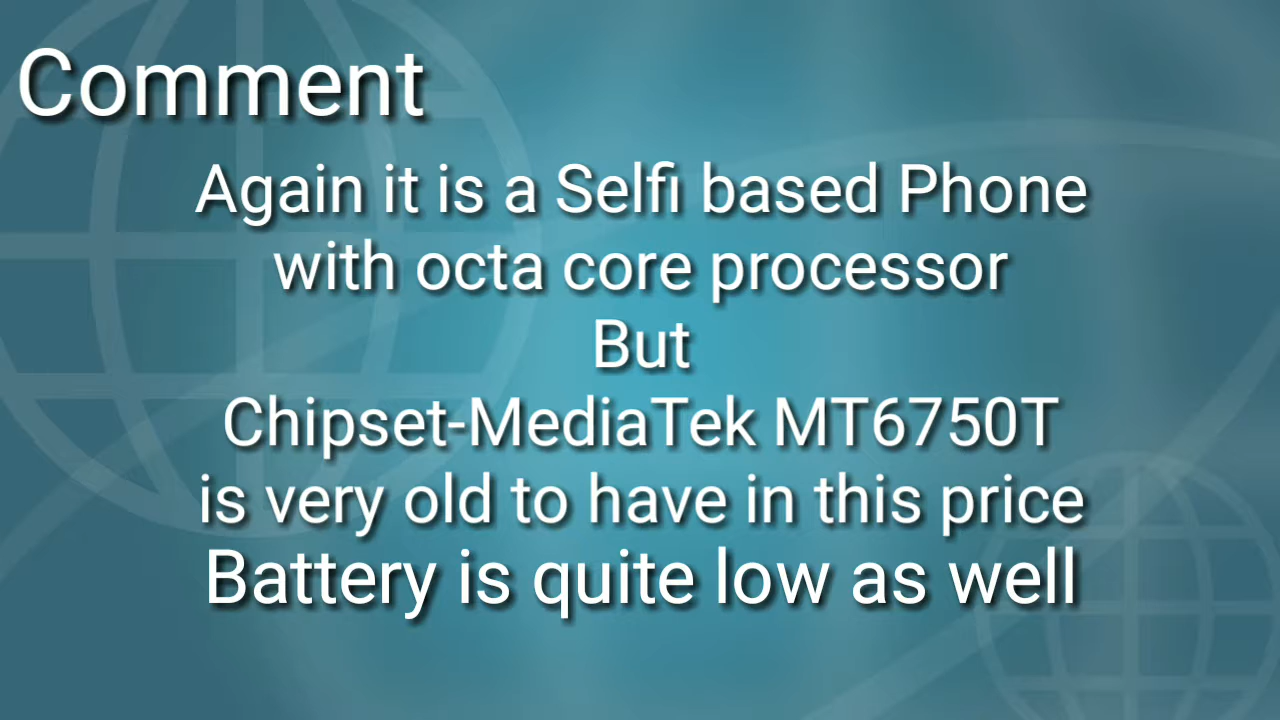 Comment
Again it is a Selfi based Phone
with octa core processor
But
Chipset-MediaTek MT6750T
is very old to have in this price
Battery is quite low as well